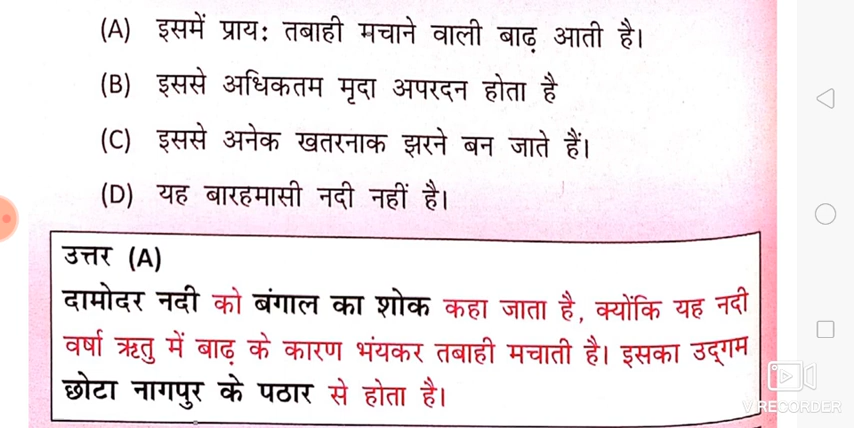 (A) इसमें प्राय: तबाही मचाने वाली बाढ़ आती है।
(B) इससे अधिकतम मृदा अपरदन होता है
(C) इससे अनेक खतरनाक झरने बन जाते हैं।
(D) यह बारहमासी नदी नहीं है।
उत्तर (A)
दामोदर नदी को बंगाल का शोक कहा जाता है, क्योंकि यह नदी
वर्षा ऋतु में बाढ़ के कारण भंयकर तबाही मचाती है। इसका उद्गम
छोटा नागपुर के पठार से होता है।
V RECORDER